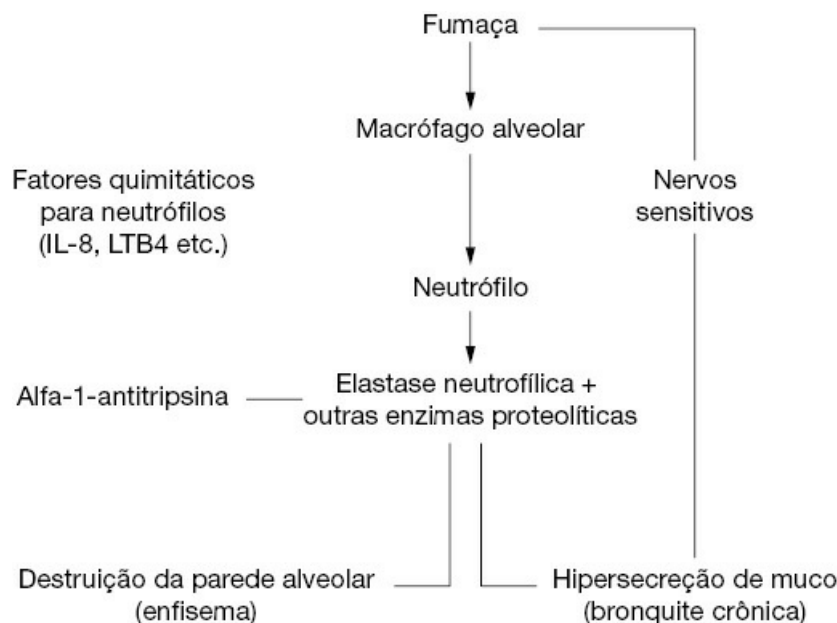 Fumaça
Macrófago alveolar
Fatores quimitáticos
para neutrófilos
(IL-8, LTB4 etc.)
Nervos
sensitivos
Neutrófilo
Alfa-1-antitripsina
Elastase neutrofílica +
outras enzimas proteolíticas
Destruição da parede alveolar
(enfisema)
Hipersecreção de muco
(bronquite crônica)